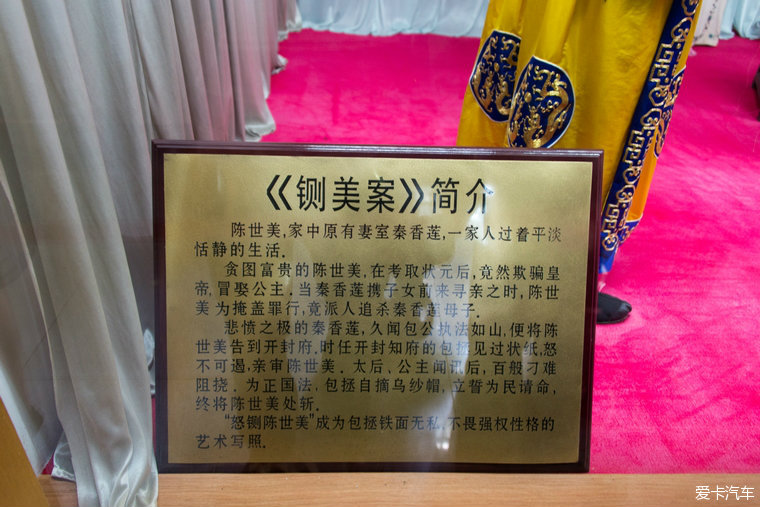 《铡美案》简介
陈世美,家中原有妻室秦香莲,一家人过着平淡
恬静的生活.
贪图富贵的陈世美,在考取状元后,竟然欺骗皇
帝,冒娶公主.当秦香莲携子女前来寻亲之时,陈世
美为掩盖罪行,竟派人追杀秦香莲母子.
悲愤之极的秦香莲,久闻包公执法如山,便将陈
世美告到开封府.时任开封知府的包拯见过状纸,怒
不可遏,亲审陈世美.太后、公主闻讯后,百般刁难
阻挠.为正国法,包拯自摘乌纱帽,立誓为民请命,
终将陈世美处斩.
“怒铡陈世美”成为包拯铁面无私,不畏强权性格的
艺术写照.
爱卡汽车